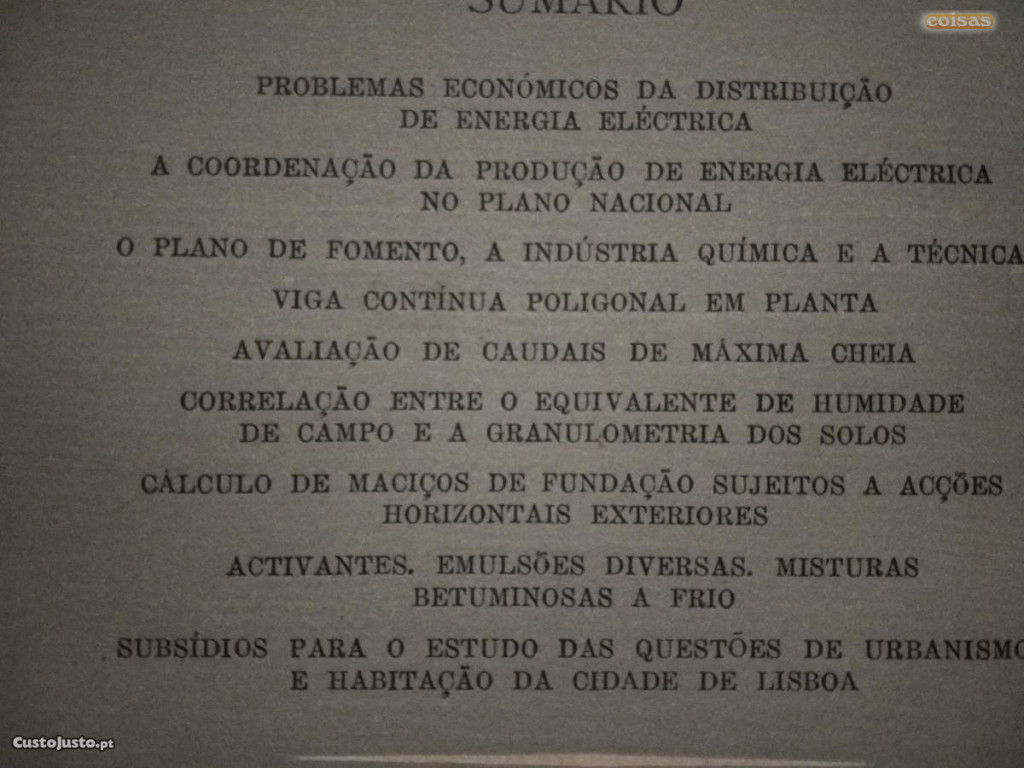 SUMÁRIO
coisas
PROBLEMAS ECONÓMICOS DA DISTRIBUIÇÃO
DE ENERGIA ELÉCTRICA
A COORDENAÇÃO DA PRODUÇÃO DE ENERGIA ELÉCTRICA
NO PLANO NACIONAL
O PLANO DE FOMENTO, A INDÚSTRIA QUÍMICA E A TÉCNICA
VIGA CONTÍNUA POLIGONAL EM PLANTA
AVALIAÇÃO DE CAUDAIS DE MÁXIMA CHEIA
CORRELAÇÃO ENTRE O EQUIVALENTE DE HUMIDADE
DE CAMPO E A GRANULOMETRIA DOS SOLOS
CÁLCULO DE MACIÇOS DE FUNDAÇÃO SUJEITOS A ACÇÕES
HORIZONTAIS EXTERIORES
ACTIVANTES. EMULSÕES DIVERSAS. MISTURAS
BETUMINOSAS A FRIO
SUBSÍDIOS PARA O ESTUDO DAS QUESTÕES DE URBANISMO
E HABITAÇÃO DA CIDADE DE LISBOA
CustoJusto.pt